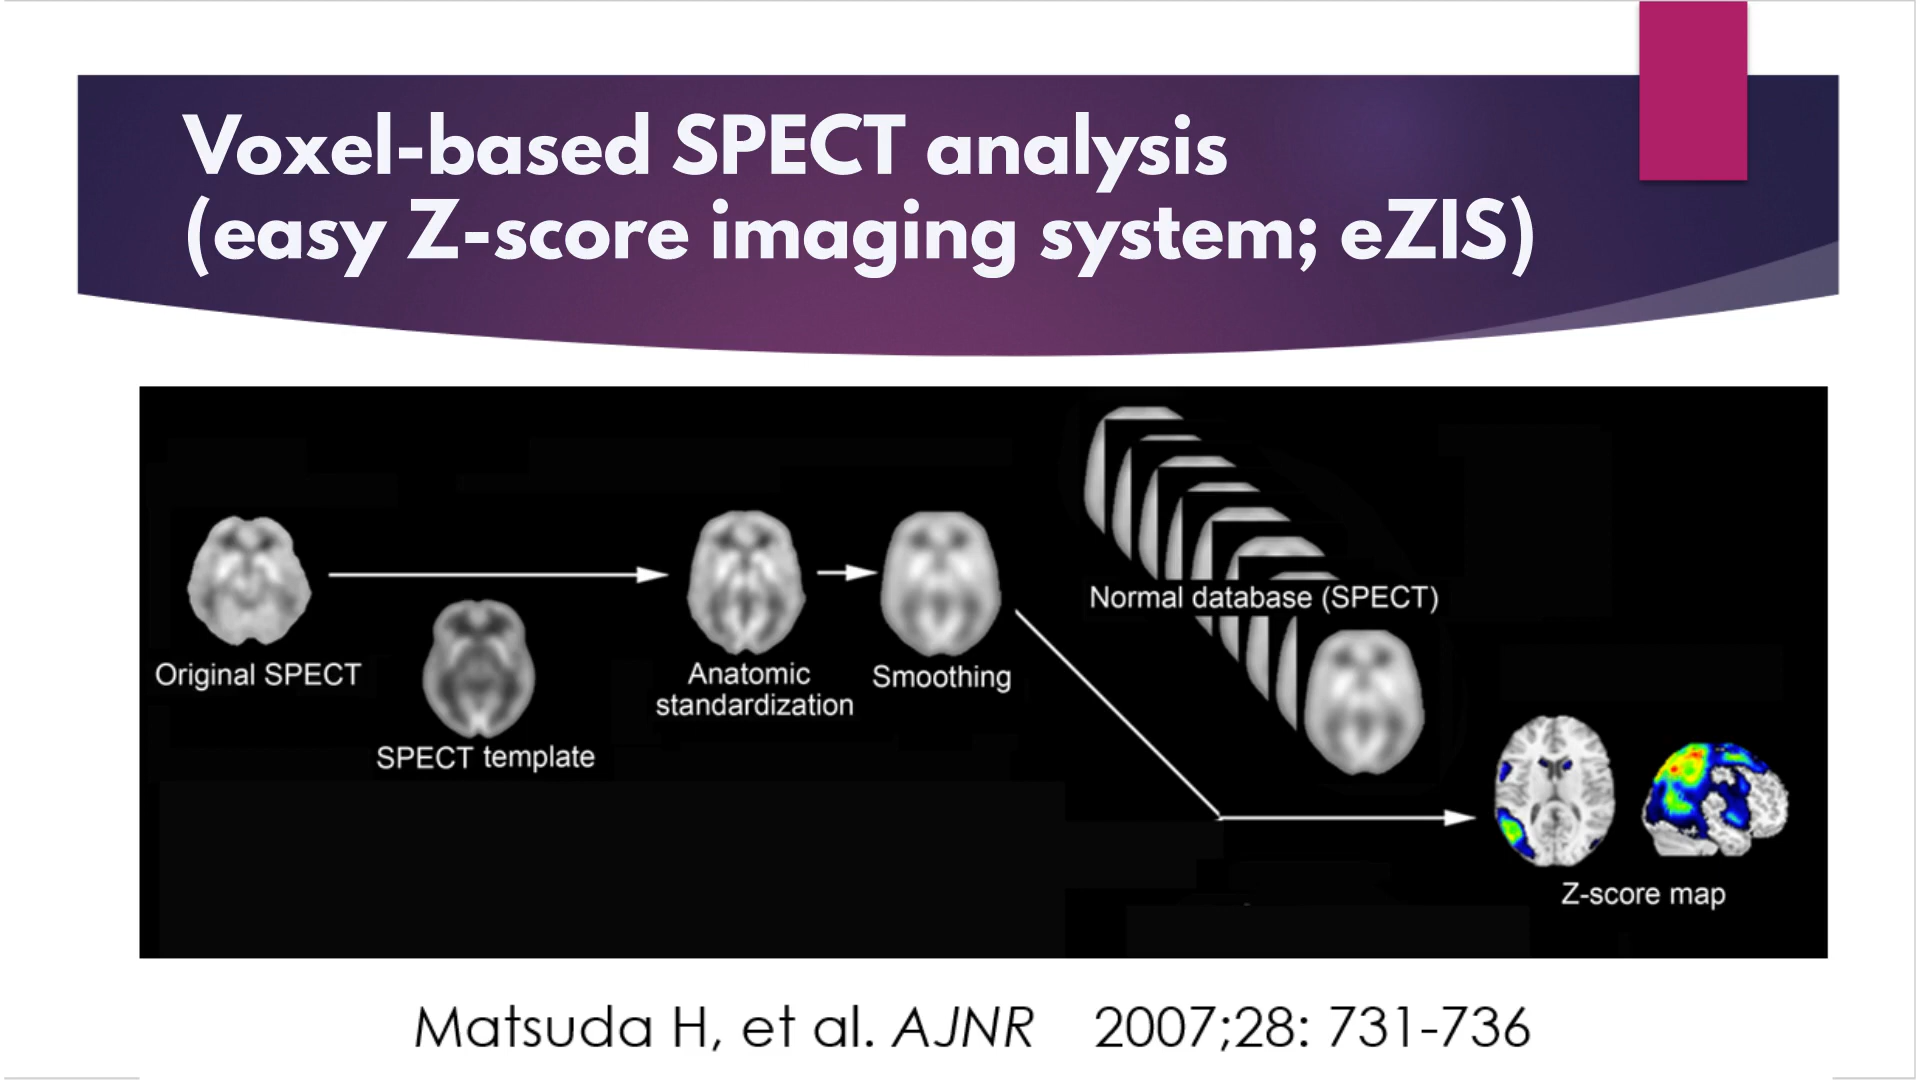 Voxel-based SPECT analysis
(easy Z-score imaging system; eZIS)
Original SPECT
SPECT template
Anatomic
standardization
Smoothing
Normal database (SPECT)
Z-score map
Matsuda H, et al. AJNR 2007;28: 731-736